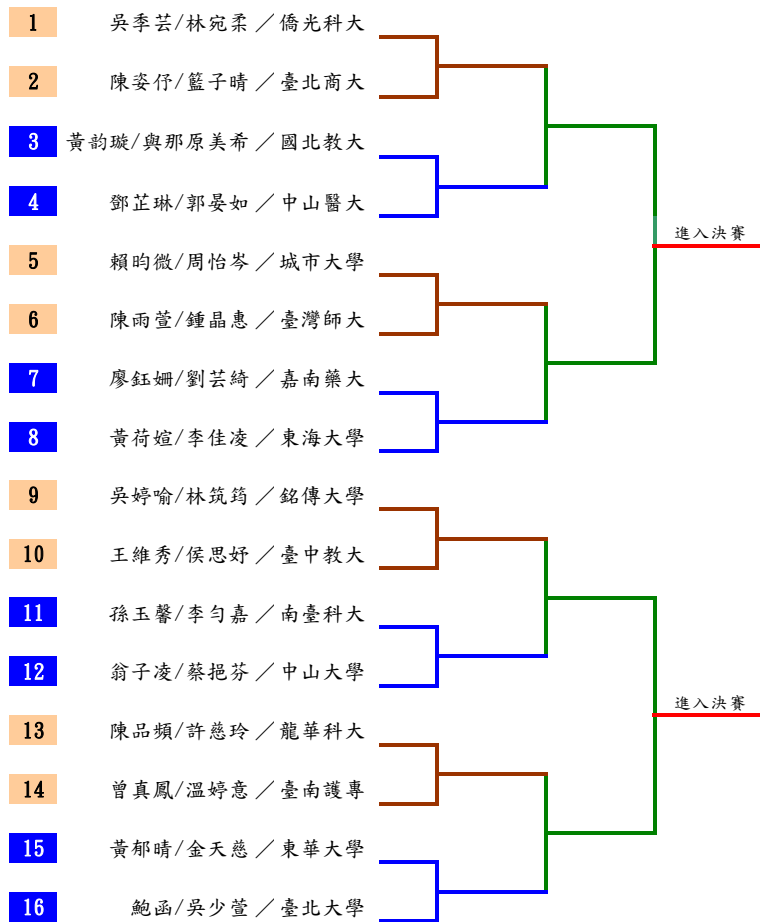 1 吳季芸/林宛柔／僑光科大
2 陳姿伃/籃子晴／臺北商大
3 黃韵璇/與那原美希／國北教大
4 鄧芷琳/郭晏如／中山醫大
進入決賽
5 賴昀微/周怡岑／城市大學
6 陳雨萱/鍾晶惠／臺灣師大
7 廖鈺姍/劉芸綺／嘉南藥大
8 黃荷媗/李佳凌／東海大學
9 吳婷喻/林筑筠／銘傳大學
10 王維秀/侯思妤／臺中教大
11 孫玉馨/李勻嘉／南臺科大
12 翁子凌/蔡挹芬／中山大學
進入決賽
13 陳品頻/許慈玲／龍華科大
14 曾真鳳/溫婷意／臺南護專
15 黃郁晴/金天慈／東華大學
16 鮑函/吳少萱／臺北大學